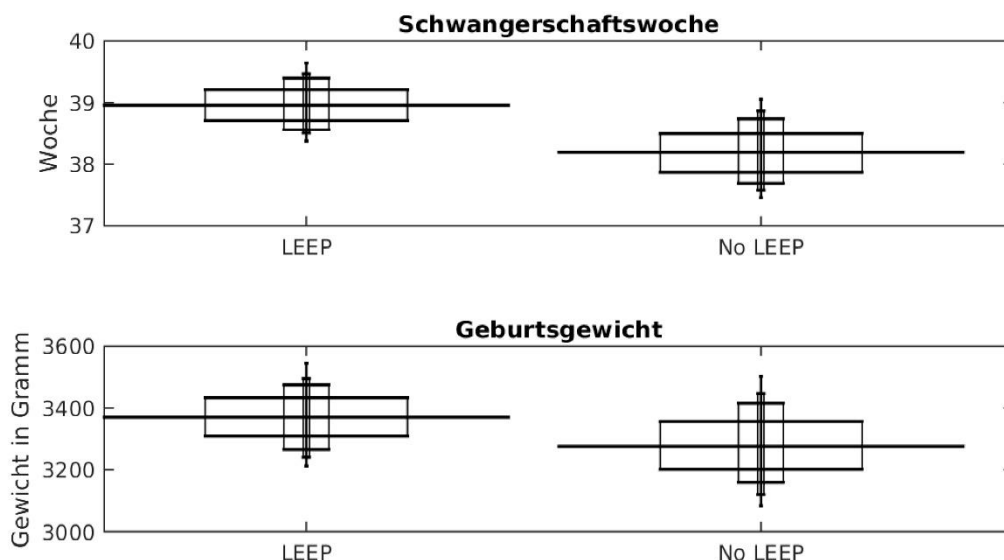 Schwangerschaftswoche
40
39
38
37
Woche
LEEP No LEEP
Geburtsgewicht
3600
3400
3200
3000
Gewicht in Gramm
LEEP No LEEP